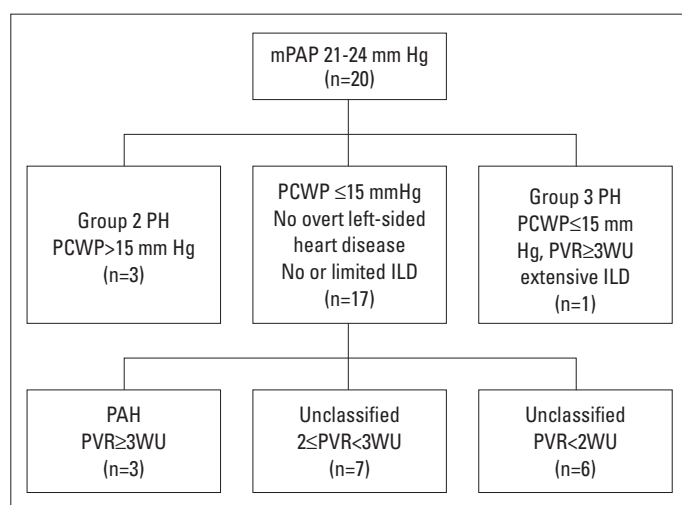 mPAP 21-24 mm Hg
(n=20)
Group 2 PH
PCWP>15 mm Hg
(n=3)
PCWP ≤15 mmHg
No overt left-sided
heart disease
No or limited ILD
(n=17)
Group 3 PH
PCWP≤15 mm
Hg, PVR≥3WU
extensive ILD
(n=1)
PAH
PVR≥3WU
(n=3)
Unclassified
2≤PVR<3WU
(n=7)
Unclassified
PVR<2WU
(n=6)